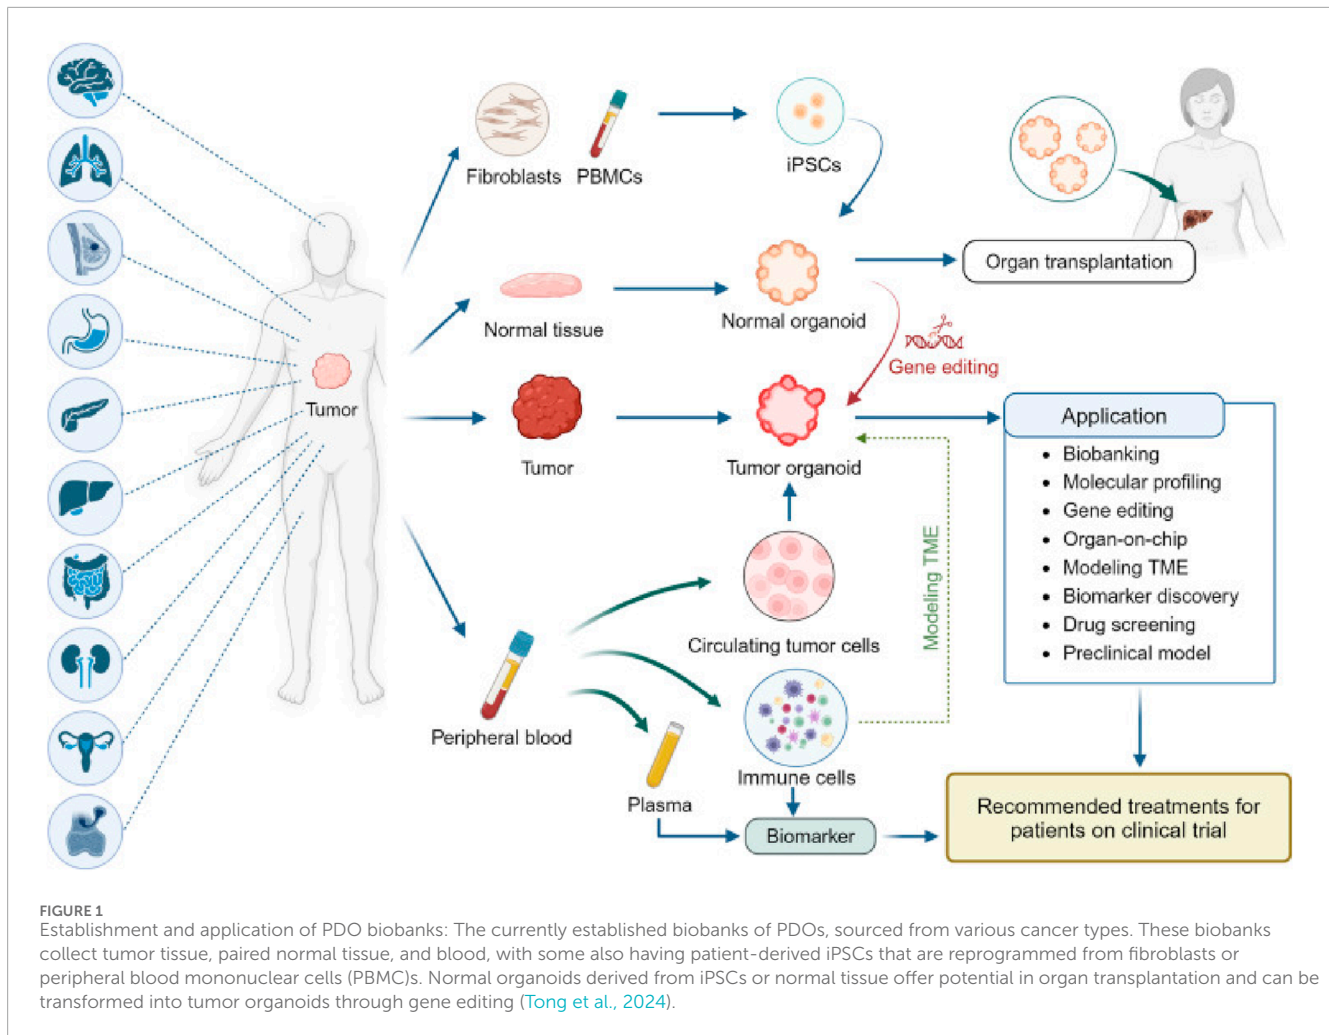 Fibroblasts
PBMCs
iPSCs
Organ transplantation
Normal tissue
Normal organoid
Gene editing
Tumor
Tumor
Tumor organoid
Application
• Biobanking
• Molecular profiling
• Gene editing
• Organ-on-chip
• Modeling TME
• Biomarker discovery
• Drug screening
• Preclinical model
Modeling TME
Circulating tumor cells
Peripheral blood
Immune cells
Plasma
Biomarker
Recommended treatments for
patients on clinical trial
FIGURE 1
Establishment and application of PDO biobanks: The currently established biobanks of PDOs, sourced from various cancer types. These biobanks
collect tumor tissue, paired normal tissue, and blood, with some also having patient-derived iPSCs that are reprogrammed from fibroblasts or
peripheral blood mononuclear cells (PBMC)s. Normal organoids derived from iPSCs or normal tissue offer potential in organ transplantation and can be
transformed into tumor organoids through gene editing (Tong et al., 2024).